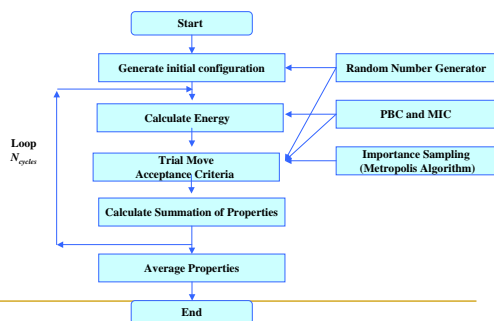 Start
Generate initial configuration
Random Number Generator
Calculate Energy
PBC and MIC
Loop
N_cycles
Trial Move
Acceptance Criteria
Importance Sampling
(Metropolis Algorithm)
Calculate Summation of Properties
Average Properties
End